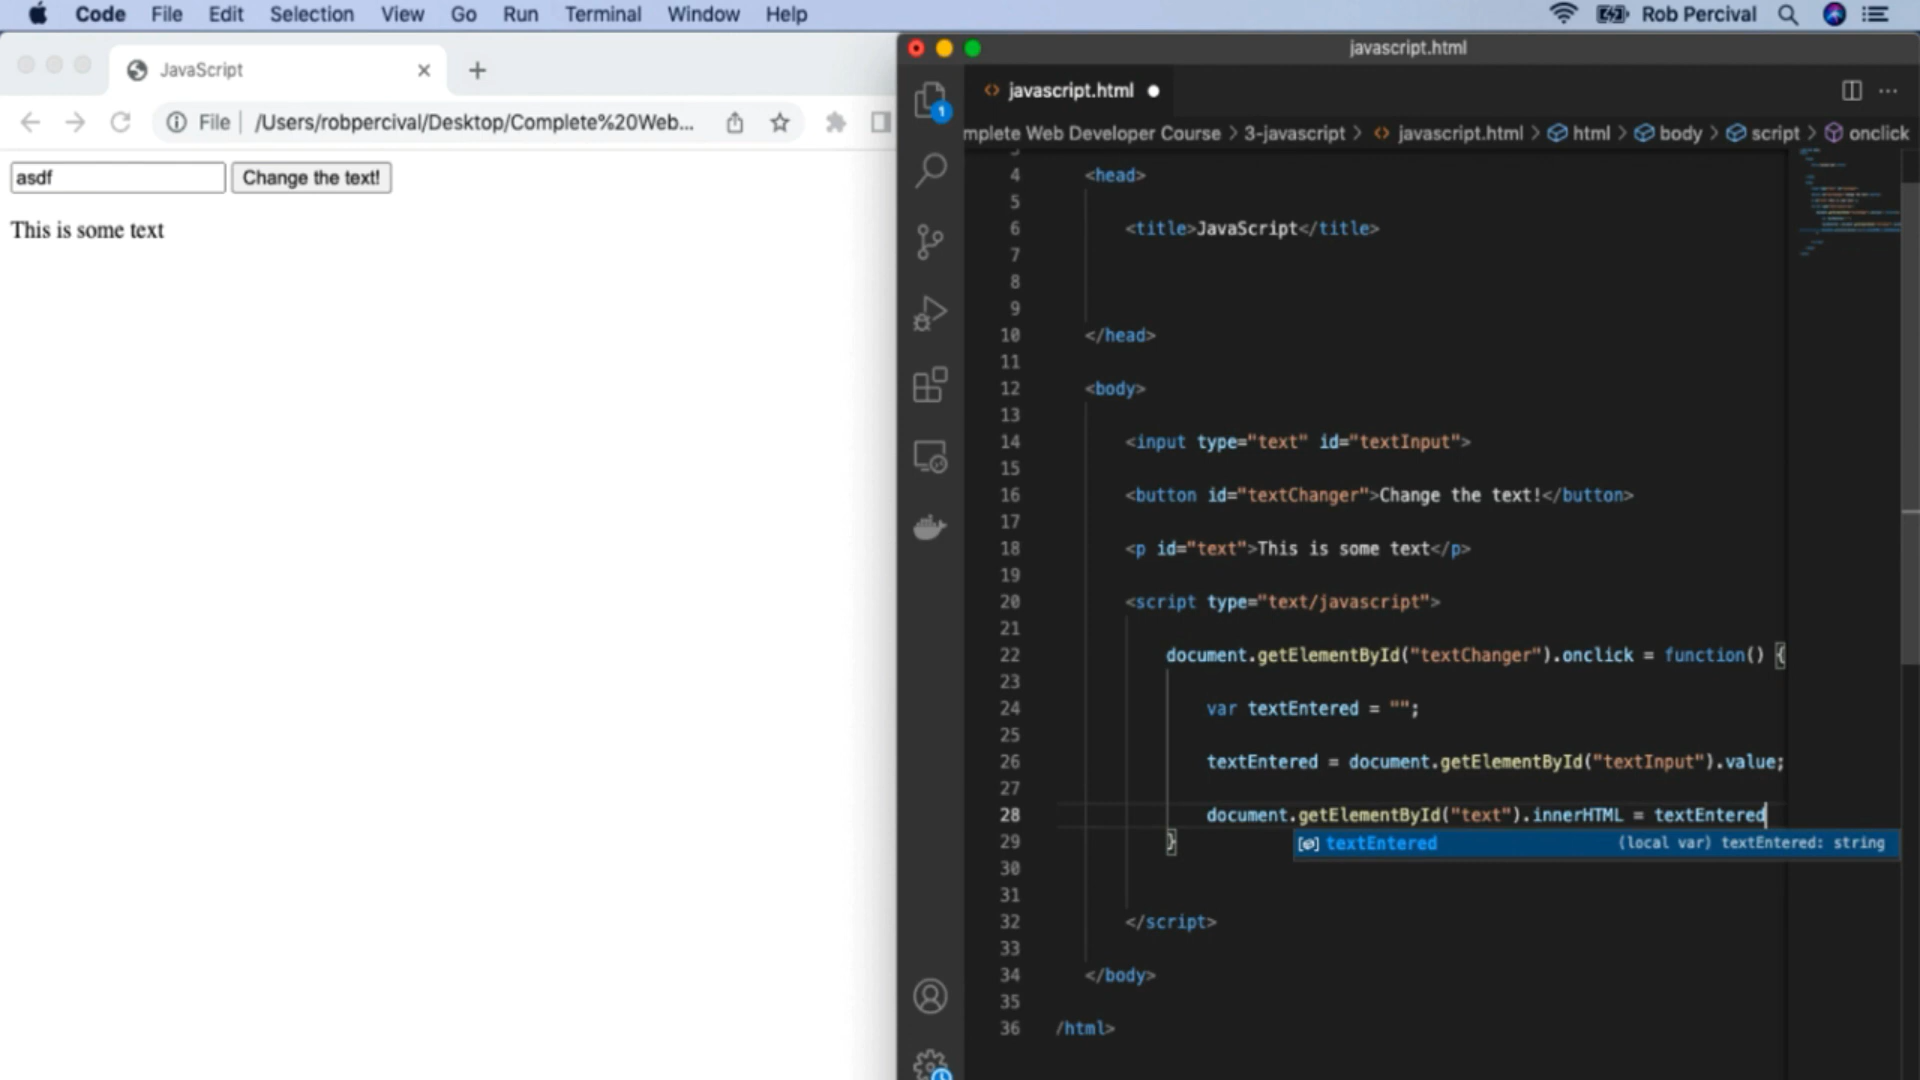 Code File Edit Selection View Go Run Terminal Window Help Rob Percival
JavaScript
File /Users/robpercival/Desktop/Complete%20Web...
asdf Change the text!
This is some text
javascript.html
1
javascript.html
mplete Web Developer Course > 3-javascript > javascript.html > html > body > script > onclick
3
4 <head>
5
6 <title>JavaScript</title>
7
8
9
10 </head>
11
12 <body>
13
14 <input type="text" id="textInput">
15
16 <button id="textChanger">Change the text!</button>
17
18 <p id="text">This is some text</p>
19
20 <script type="text/javascript">
21
22 document.getElementById("textChanger").onclick = function() {
23
24 var textEntered = "";
25
26 textEntered = document.getElementById("textInput").value;
27
28 document.getElementById("text").innerHTML = textEntered
29 }
textEntered (local var) textEntered: string
30
31
32 </script>
33
34 </body>
35
36 /html>